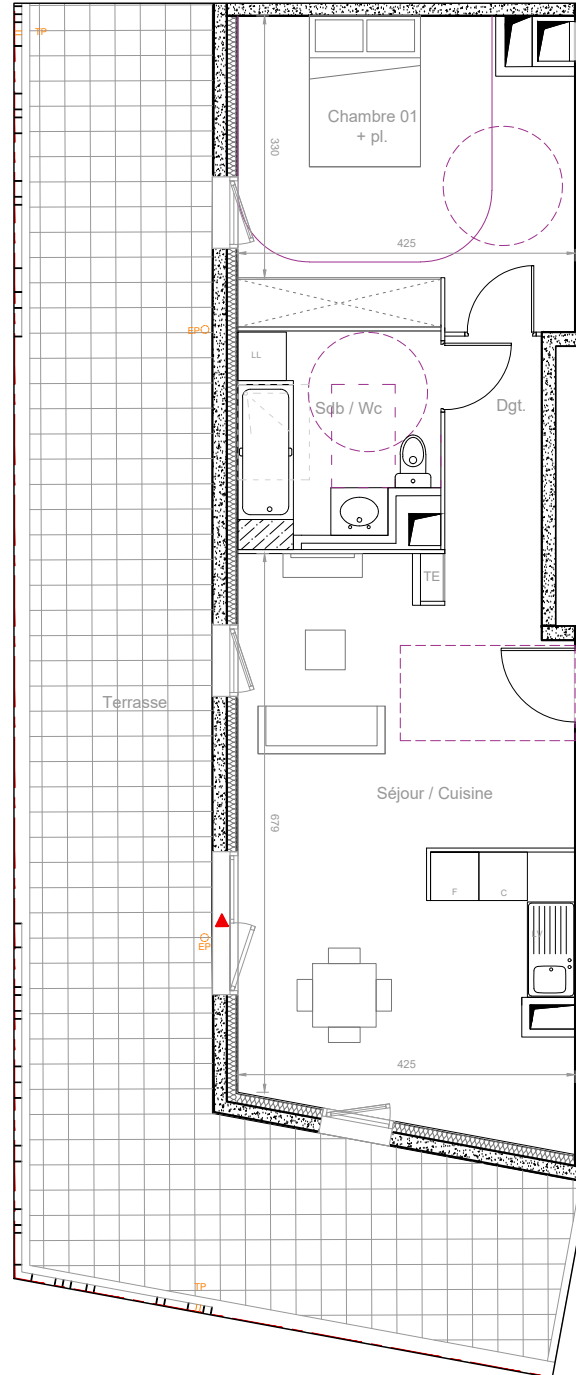 TP
Chambre 01
+ pl.
330
425
EP
LL
Sdb / Wc
Dgt.
TE
Terrasse
Séjour / Cuisine
679
F
C
LV
EP
425
TP